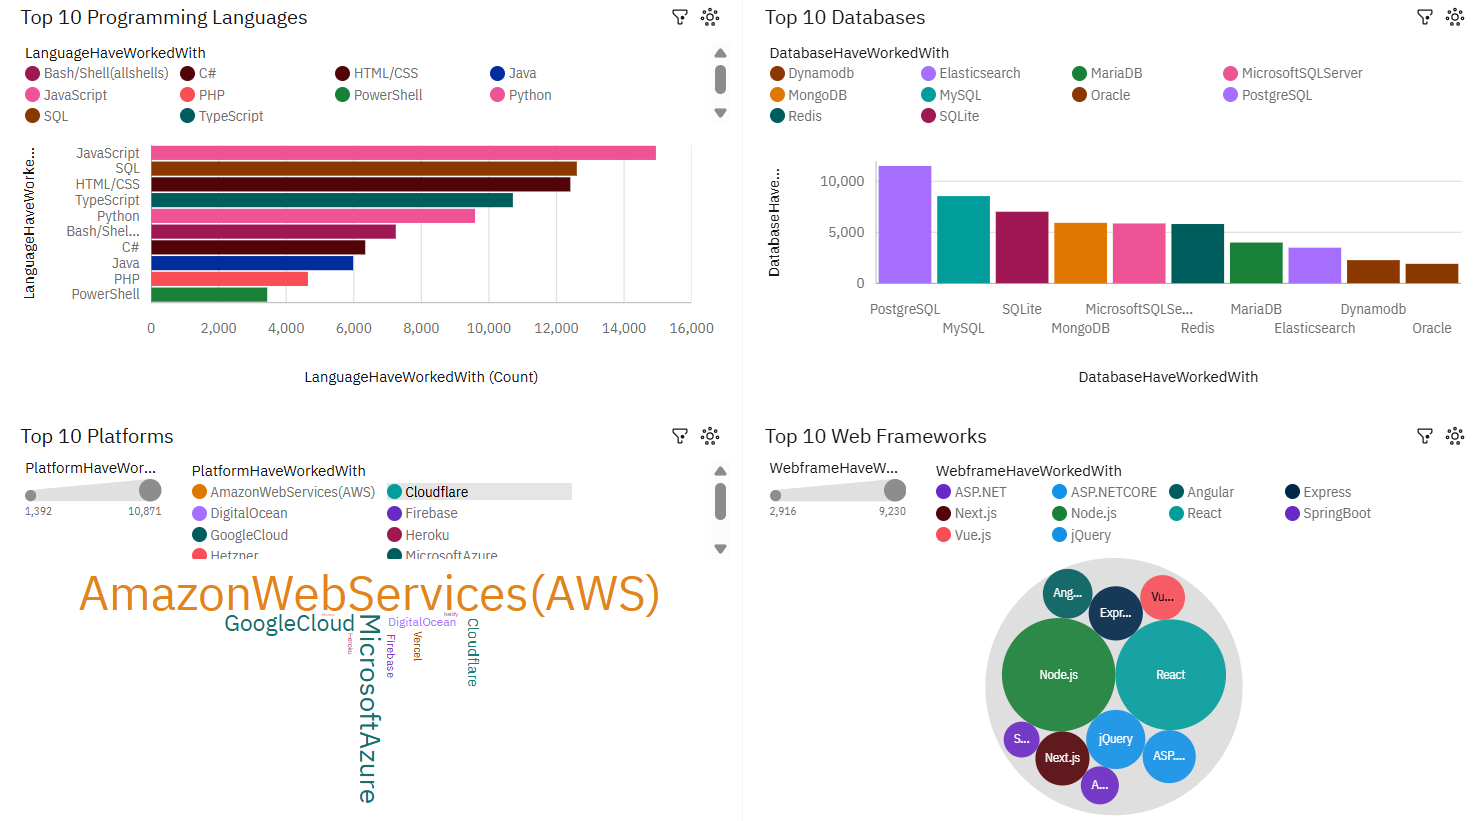 Top 10 Programming Languages
LanguageHaveWorkedWith
Bash/Shell(allshells) C# HTML/CSS Java
JavaScript PHP PowerShell Python
SQL TypeScript
LanguageHaveWorke...
JavaScript
SQL
HTML/CSS
TypeScript
Python
Bash/Shel...
C#
Java
PHP
PowerShell
0 2,000 4,000 6,000 8,000 10,000 12,000 14,000 16,000
LanguageHaveWorkedWith (Count)
Top 10 Databases
DatabaseHaveWorkedWith
Dynamodb Elasticsearch MariaDB MicrosoftSQLServer
MongoDB MySQL Oracle PostgreSQL
Redis SQLite
DatabaseHave...
10,000
5,000
0
PostgreSQL SQLite MicrosoftSQLSe... MariaDB Dynamodb
MySQL MongoDB Redis Elasticsearch Oracle
DatabaseHaveWorkedWith
Top 10 Platforms
PlatformHaveWor...
1,392 10,871
PlatformHaveWorkedWith
AmazonWebServices(AWS) Cloudflare
DigitalOcean Firebase
GoogleCloud Heroku
Hetzner MicrosoftAzure
AmazonWebServices(AWS)
GoogleCloud
MicrosoftAzure
DigitalOcean
Netlify
Heroku
Firebase
Vercel
Cloudflare
Top 10 Web Frameworks
WebframeHaveW...
2,916 9,230
WebframeHaveWorkedWith
ASP.NET ASP.NETCORE Angular Express
Next.js Node.js React SpringBoot
Vue.js jQuery
Ang...
Expr...
Vu...
Node.js
React
S...
Next.js
jQuery
ASP....
A...